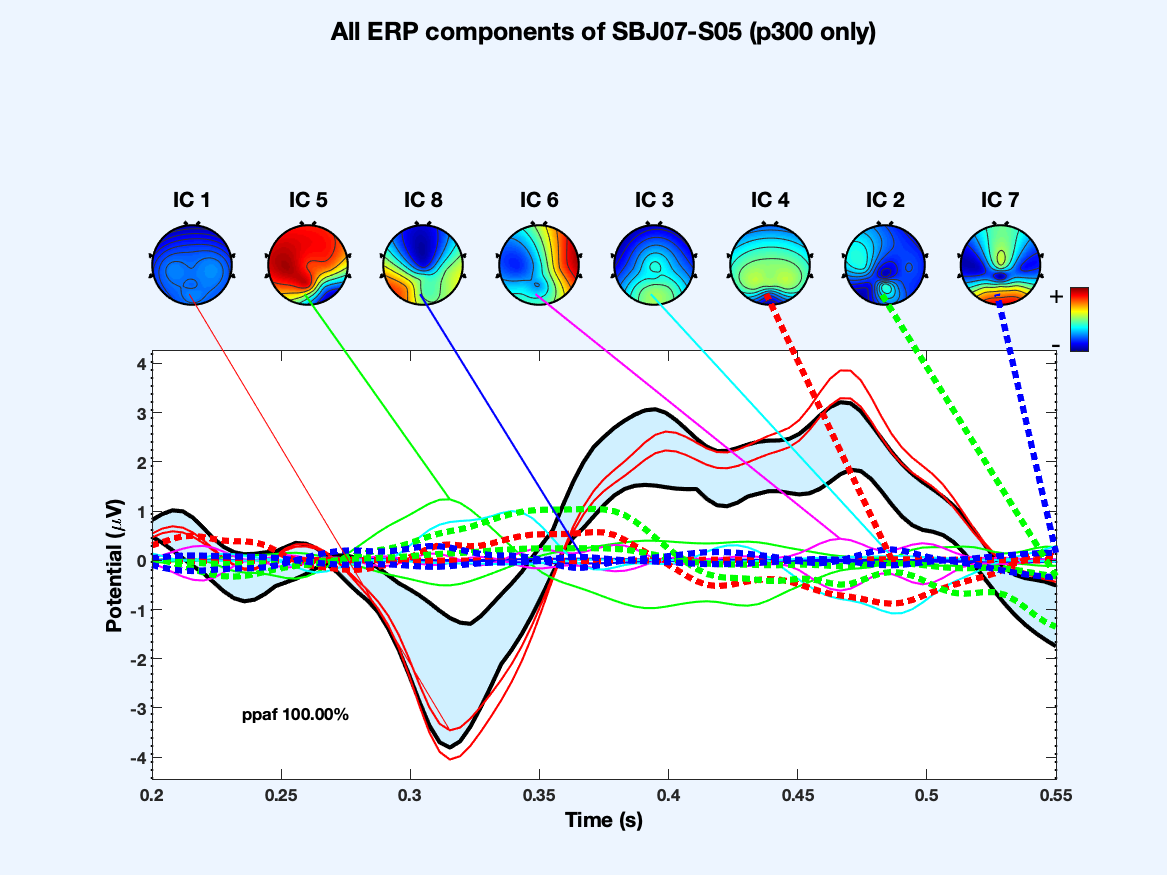 All ERP components of SBJ07-S05 (p300 only)
IC 1 IC 5 IC 8 IC 6 IC 3 IC 4 IC 2 IC 7
+
-
4
3
2
1
0
-1
-2
-3
-4
Potential (μV)
ppaf 100.00%
0.2 0.25 0.3 0.35 0.4 0.45 0.5 0.55
Time (s)